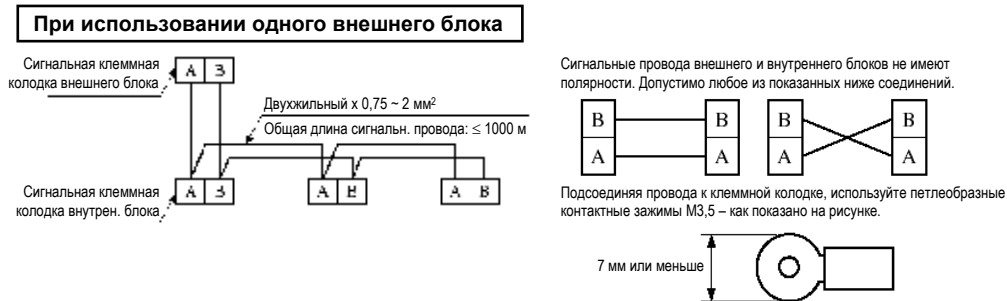 При использовании одного внешнего блока
Сигнальная клеммная
колодка внешнего блока
А З
Двухжильный х 0,75 ~ 2 мм²
Общая длина сигнальн. провода: ≤ 1000 м
Сигнальная клеммная
колодка внутрен. блока
А З
А В
А В
Сигнальные провода внешнего и внутреннего блоков не имеют
полярности. Допустимо любое из показанных ниже соединений.
B B B B
A A A A
Подсоединяя провода к клеммной колодке, используйте петлеобразные
контактные зажимы М3,5 – как показано на рисунке.
7 мм или меньше